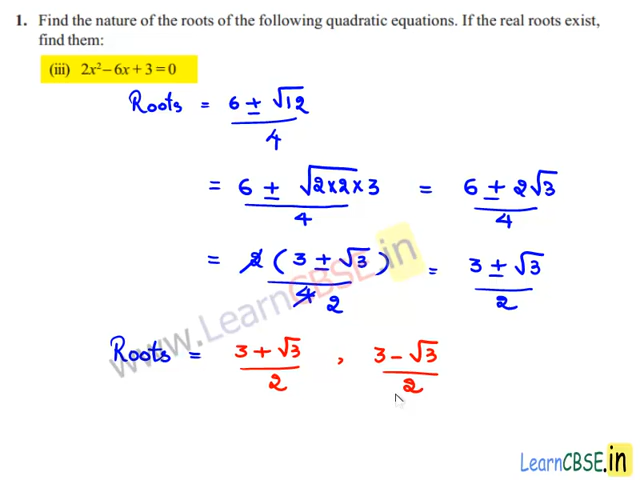 1. Find the nature of the roots of the following quadratic equations. If the real roots exist,
find them:
(iii) 2x² – 6x + 3 = 0
Roots = (6 ± √12)/4
= (6 ± √(2×2×3))/4 = (6 ± 2√3)/4
= 2(3 ± √3)/4 2 = (3 ± √3)/2
Roots = (3 + √3)/2 , (3 – √3)/2
www.LearnCBSE.in
LearnCBSE.in